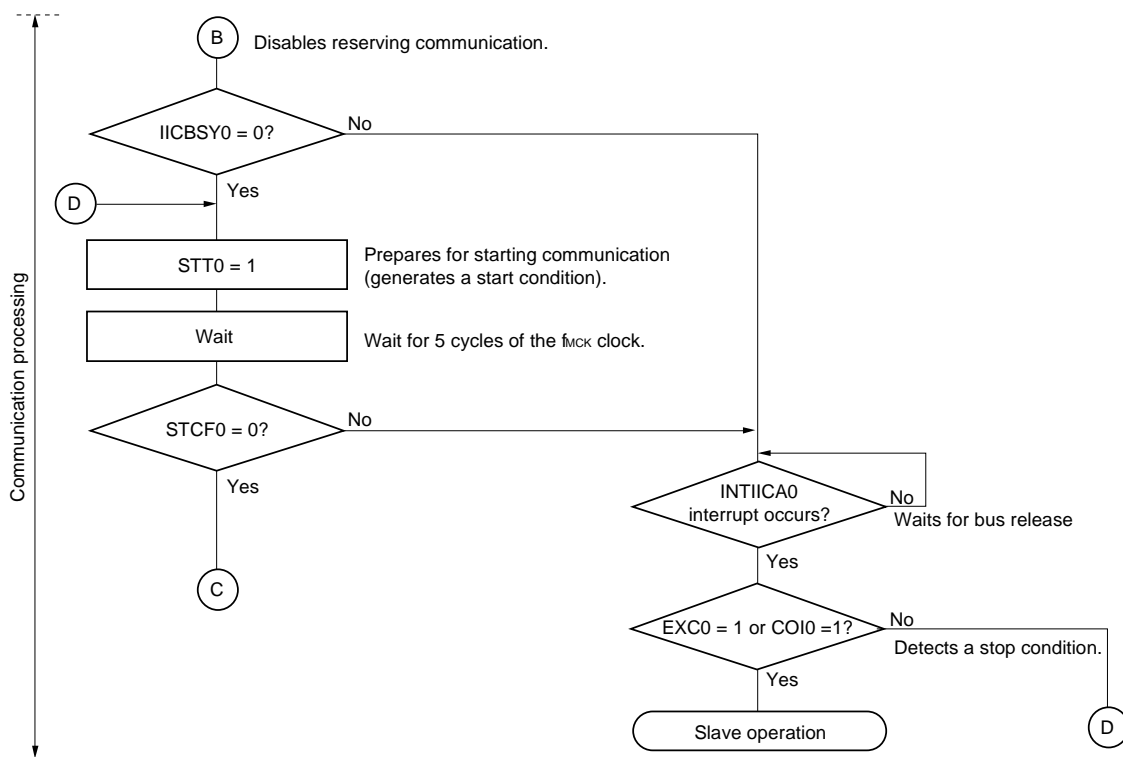 B
Disables reserving communication.
IICBSY0 = 0?
No
Yes
D
STT0 = 1
Prepares for starting communication
(generates a start condition).
Wait
Wait for 5 cycles of the fMCK clock.
STCF0 = 0?
No
Yes
C
INTIICA0
interrupt occurs?
No
Waits for bus release
Yes
EXC0 = 1 or COI0 =1?
No
Detects a stop condition.
Yes
Slave operation
D
Communication processing